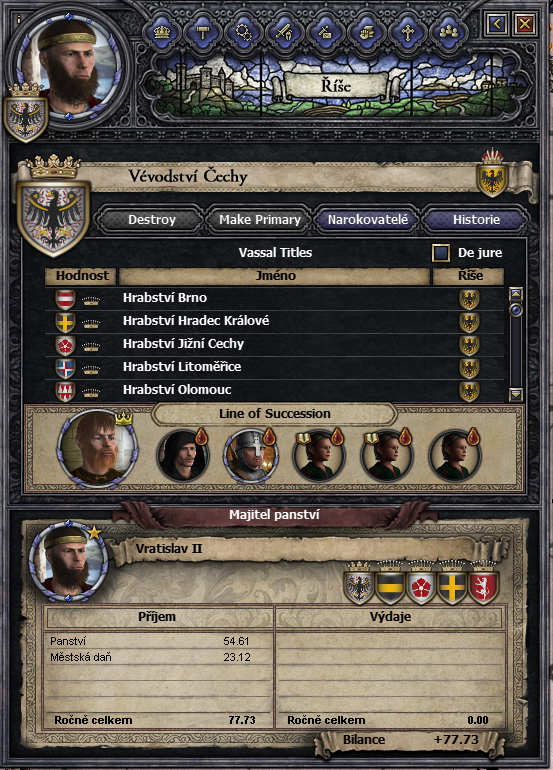 Říše
Vévodství Čechy
Destroy Make Primary Narokovatelé Historie
Vassal Titles De jure
Hodnost Jméno Říše
Hrabství Brno
Hrabství Hradec Králové
Hrabství Jižní Cechy
Hrabství Litoměřice
Hrabství Olomouc
Line of Succession
Majitel panství
Vratislav II
Příjem Výdaje
Panství 54.61
Městská daň 23.12
Ročně celkem 77.73 Ročně celkem 0.00
Bilance +77.73